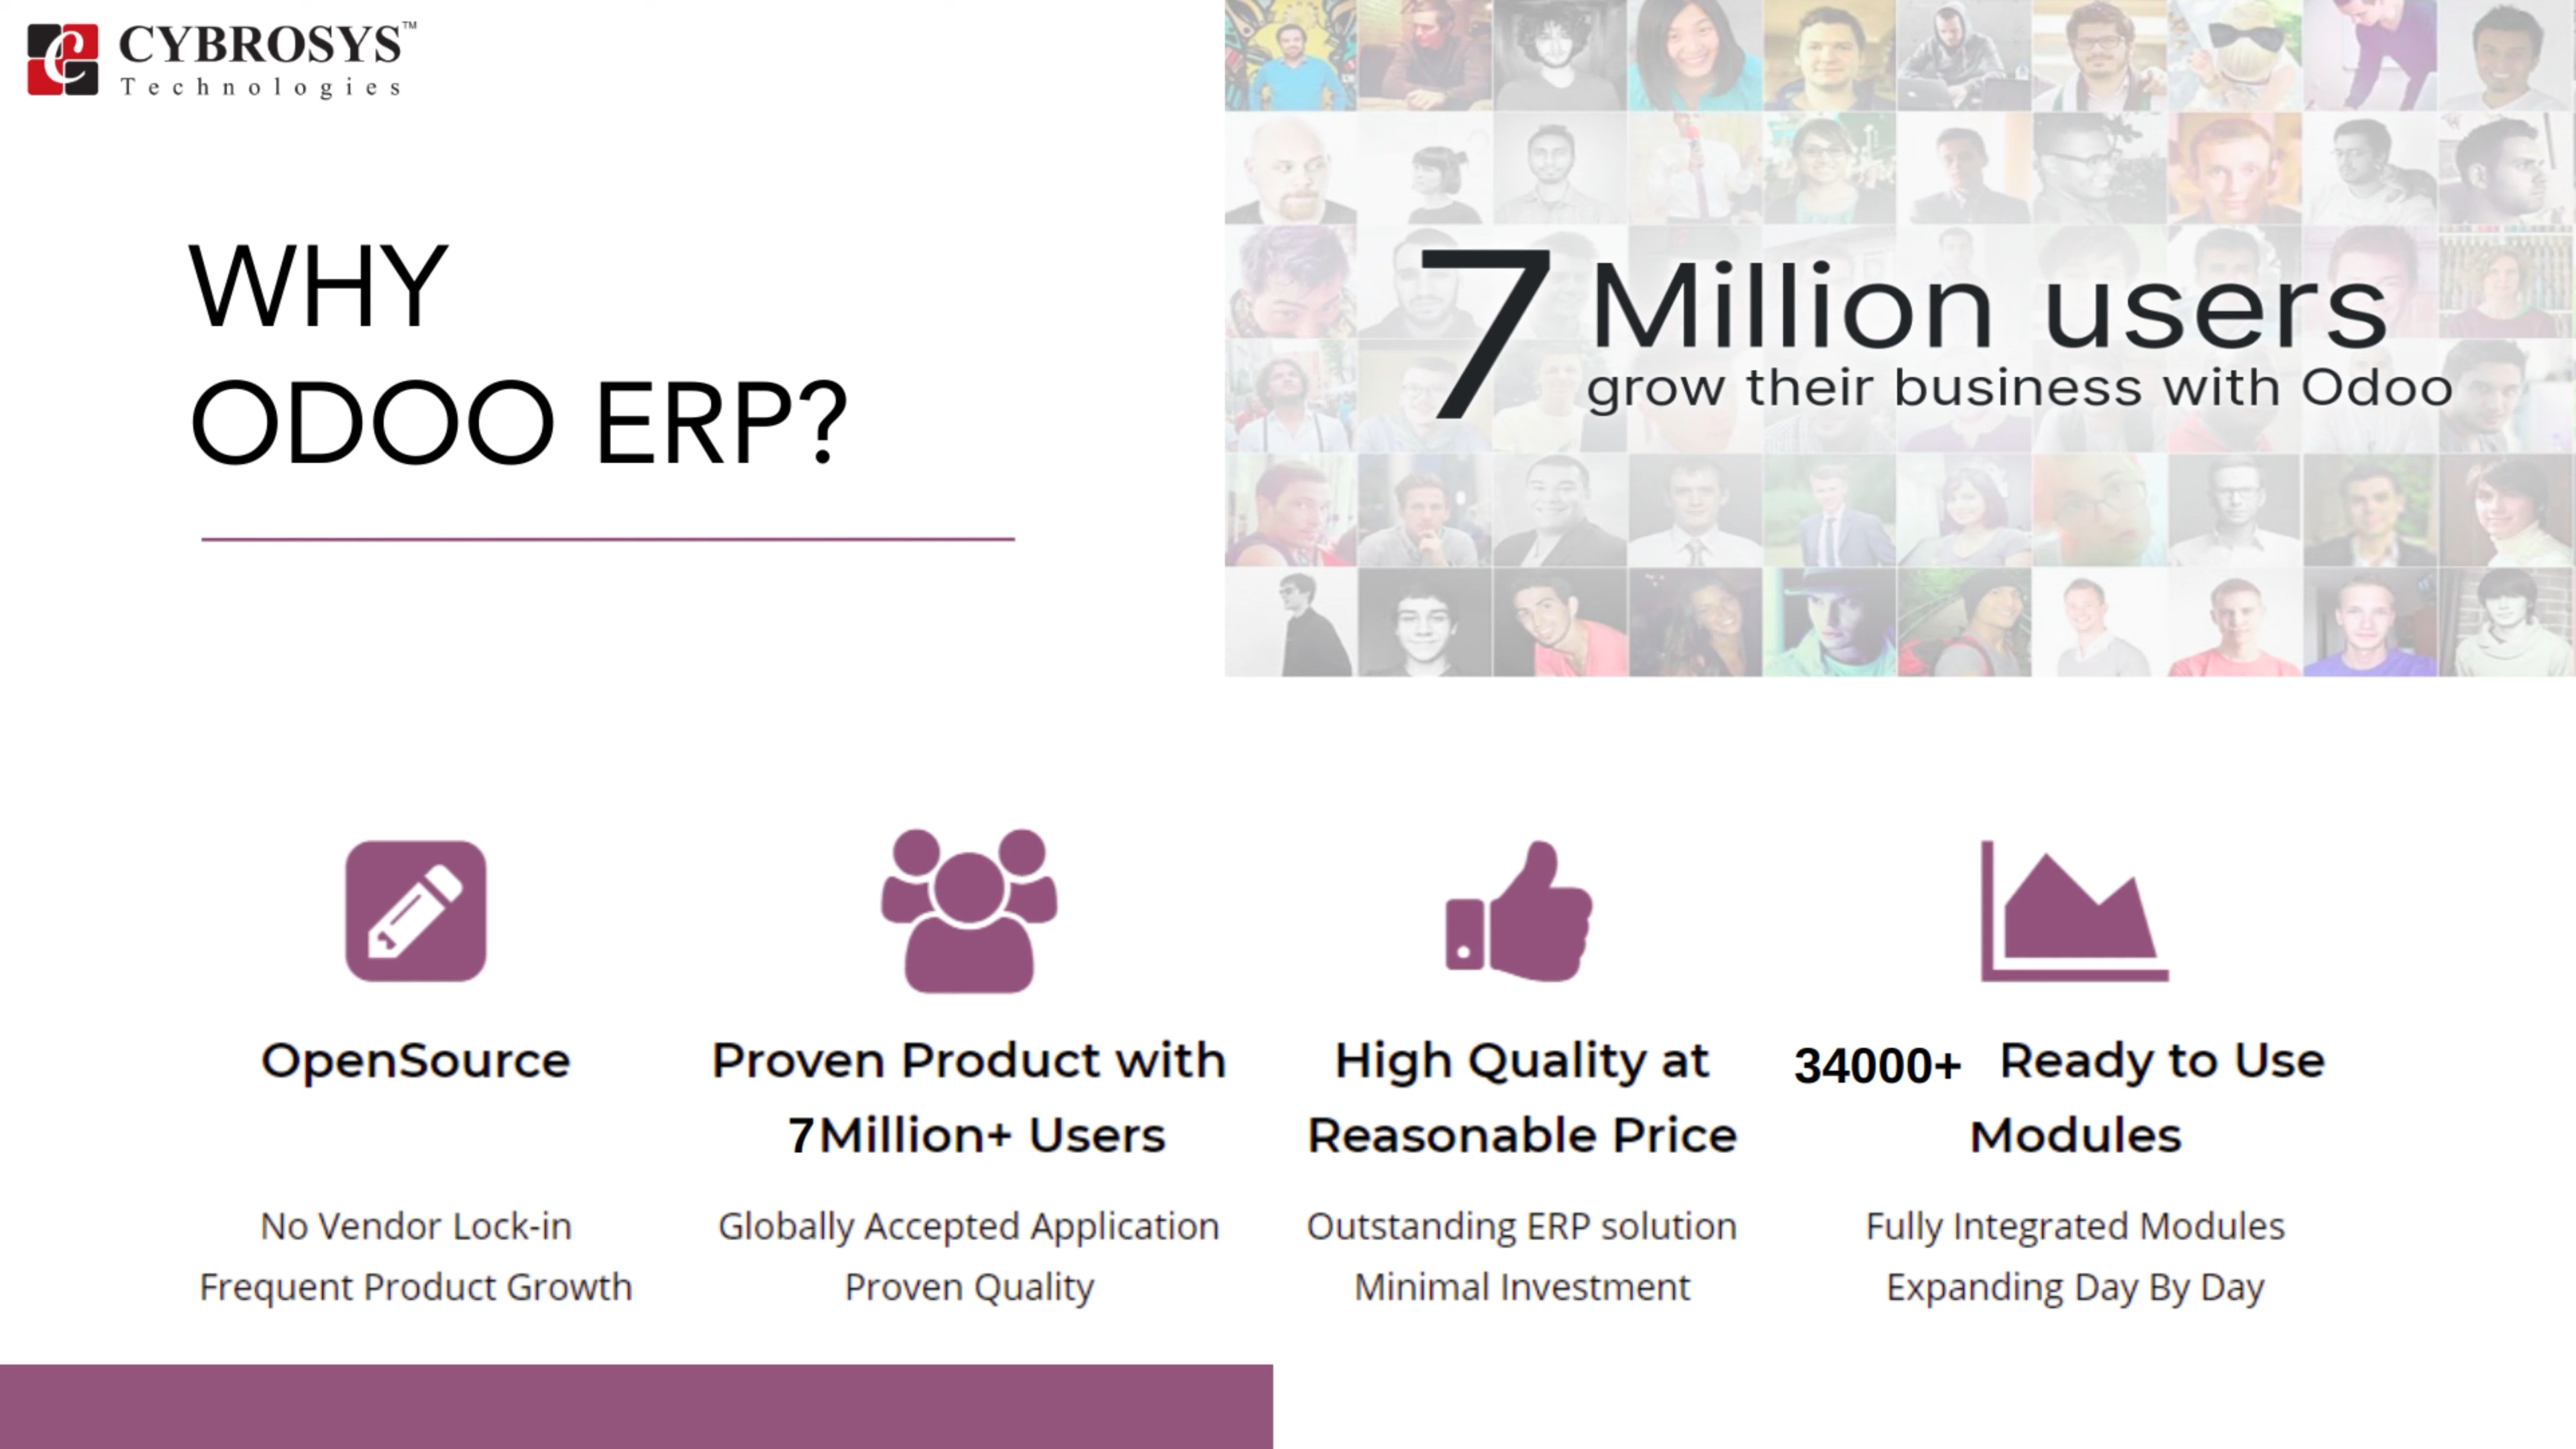 CYBROSYS™
Technologies
WHY
ODOO ERP?
7 Million users
grow their business with Odoo
OpenSource
No Vendor Lock-in
Frequent Product Growth
Proven Product with
7Million+ Users
Globally Accepted Application
Proven Quality
High Quality at
Reasonable Price
Outstanding ERP solution
Minimal Investment
34000+ Ready to Use
Modules
Fully Integrated Modules
Expanding Day By Day